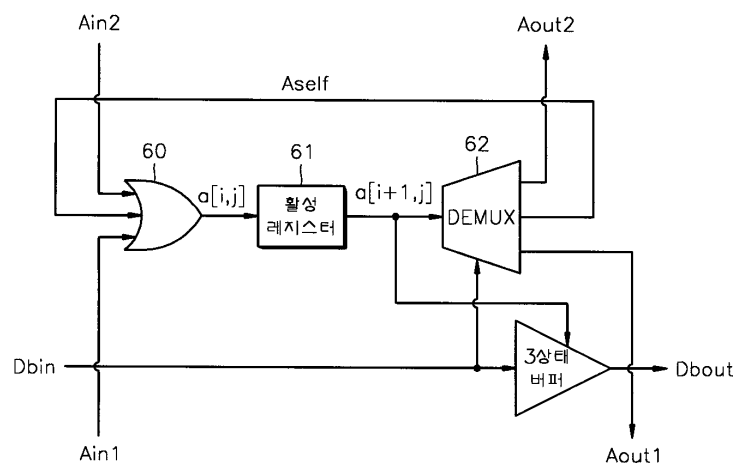 Ain2
Aout2
Aself
60
61
62
a[i,j]
활성
레지스터
a[i+1,j]
DEMUX
Dbin
3상태
버퍼
Dbout
Ain1
Aout1